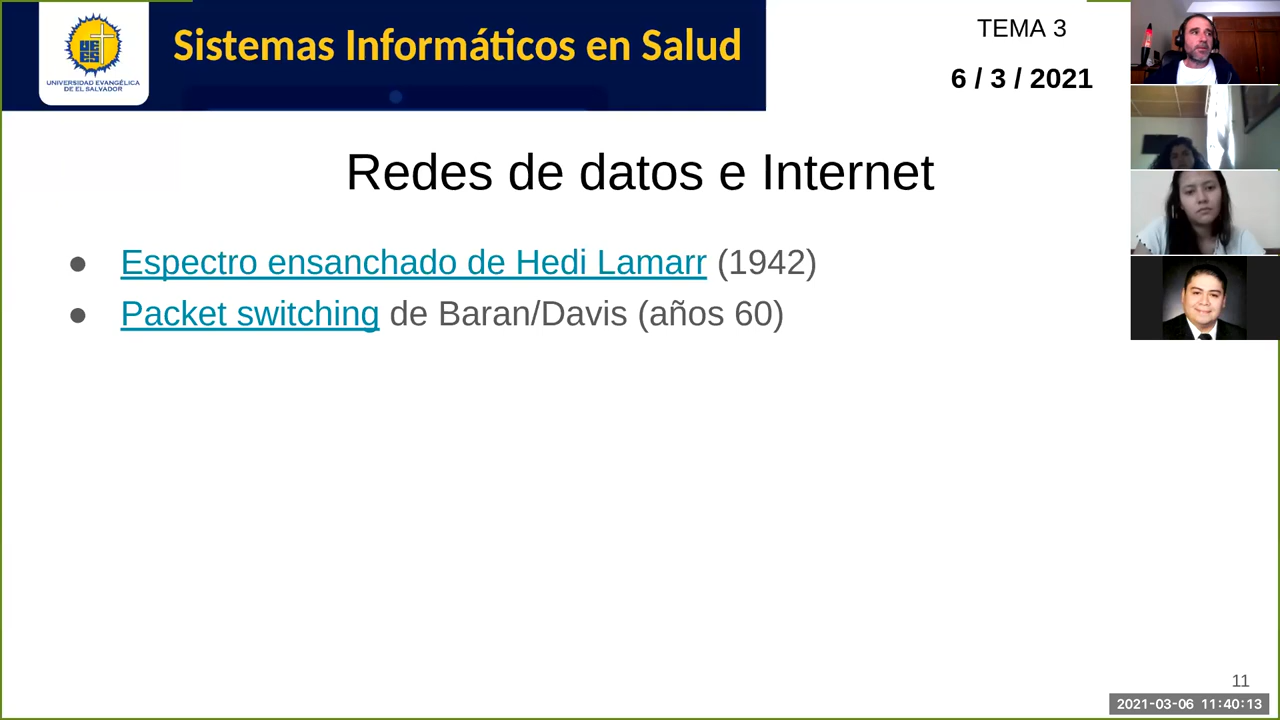 UNIVERSIDAD EVANGÉLICA
DE EL SALVADOR
Sistemas Informáticos en Salud
TEMA 3
6 / 3 / 2021
Redes de datos e Internet
● Espectro ensanchado de Hedi Lamarr (1942)
● Packet switching de Baran/Davis (años 60)
11
2021-03-06 11:40:13